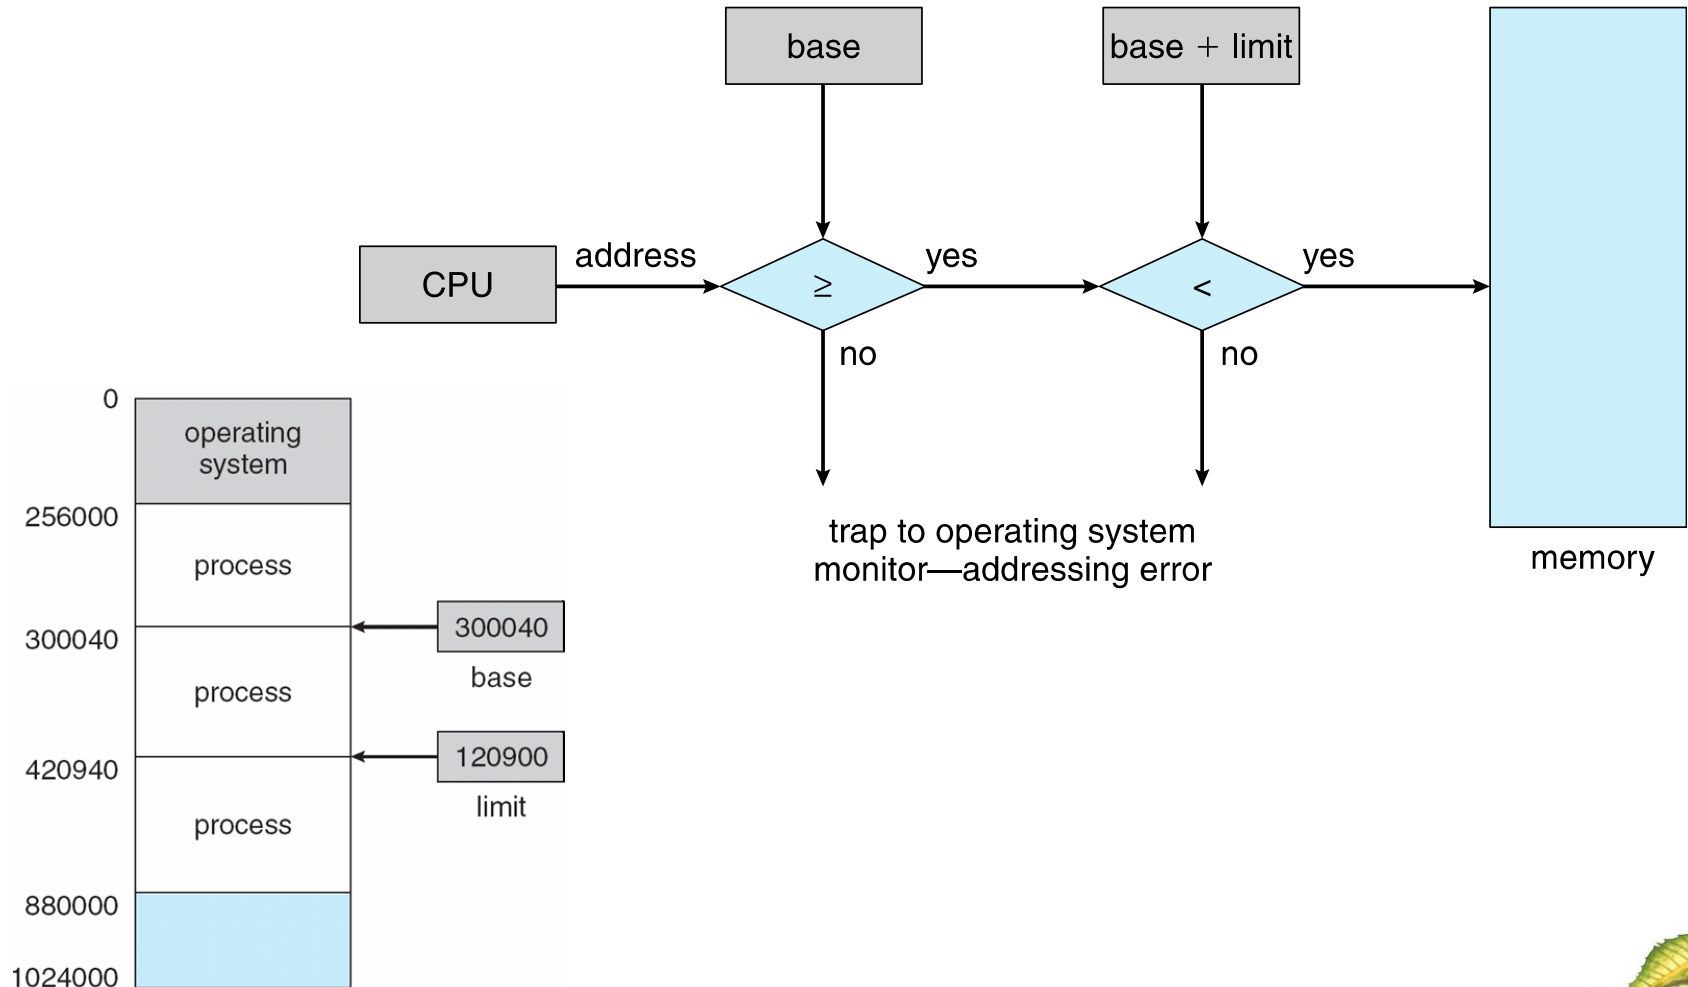 base
base + limit
CPU
address
≥
yes
<
yes
no
no
trap to operating system
monitor—addressing error
memory
0
operating
system
256000
process
300040
300040
base
process
420940
120900
limit
process
880000
1024000